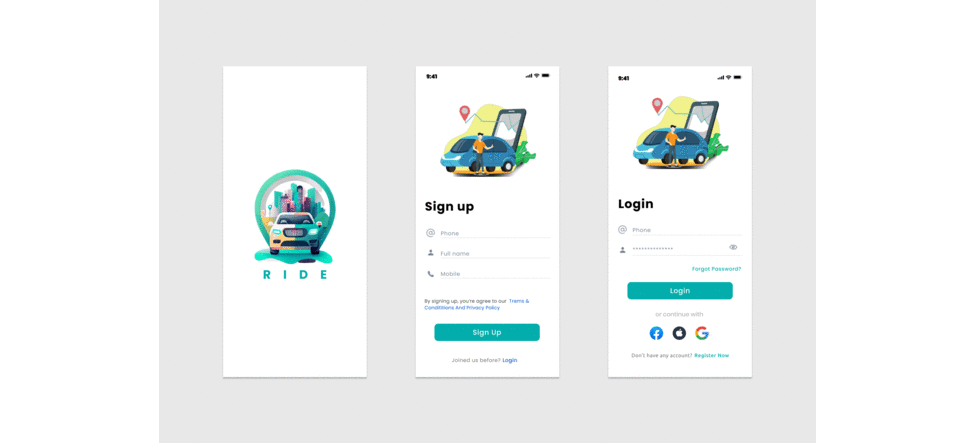 RIDE
9:41
Sign up
Phone
Full name
Mobile
By signing up, you're agree to our Trems &
Conditiions And Privacy Policy
Sign Up
Joined us before? Login
9:41
Login
Phone
••••••••••••••
Forgot Password?
Login
or continue with
Don't have any account? Register Now